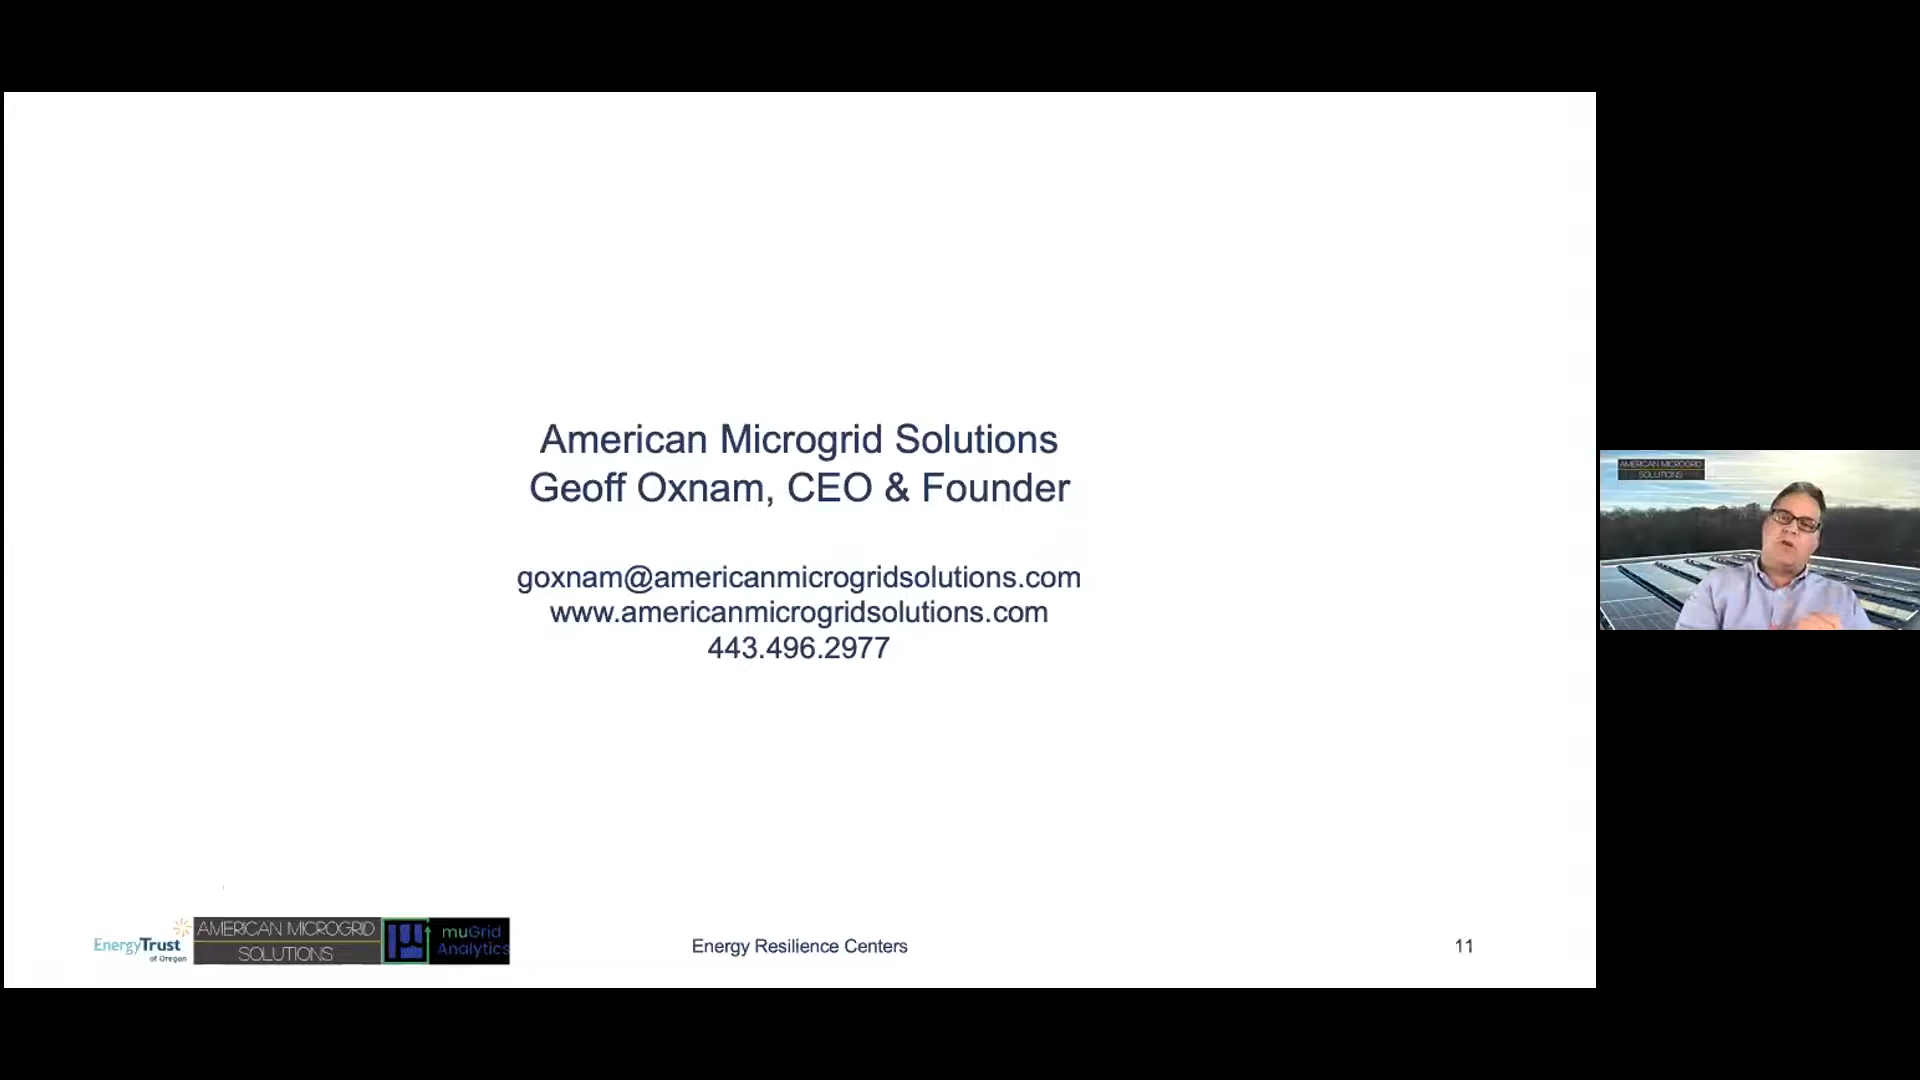 American Microgrid Solutions
Geoff Oxnam, CEO & Founder
goxnam@americanmicrogridsolutions.com
www.americanmicrogridsolutions.com
443.496.2977
AMERICAN MICROGRID
SOLUTIONS
EnergyTrust
of Oregon
AMERICAN MICROGRID
SOLUTIONS
muGrid
Analytics
Energy Resilience Centers
11